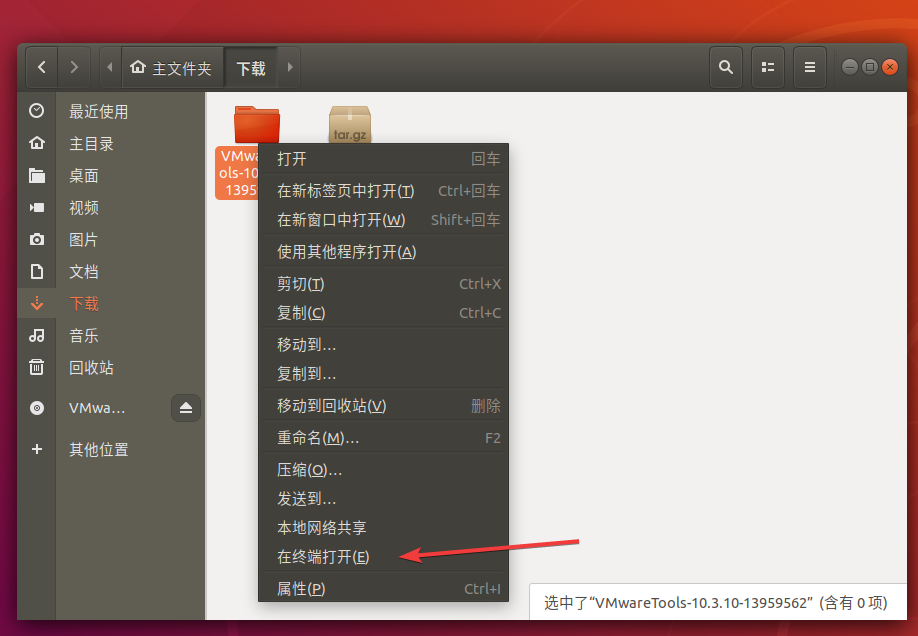 主文件夹
下载
最近使用
主目录
桌面
视频
图片
文档
下载
音乐
回收站
VMwa…
其他位置
VMwa
ols-10
1395
tar.gz
打开 回车
在新标签页中打开(T) Ctrl+回车
在新窗口中打开(W) Shift+回车
使用其他程序打开(A)
剪切(T) Ctrl+X
复制(C) Ctrl+C
移动到…
复制到…
移动到回收站(V) 删除
重命名(M)… F2
压缩(O)…
发送到…
本地网络共享
在终端打开(E)
属性(P) Ctrl+I
选中了“VMwareTools-10.3.10-13959562” (含有 0 项)